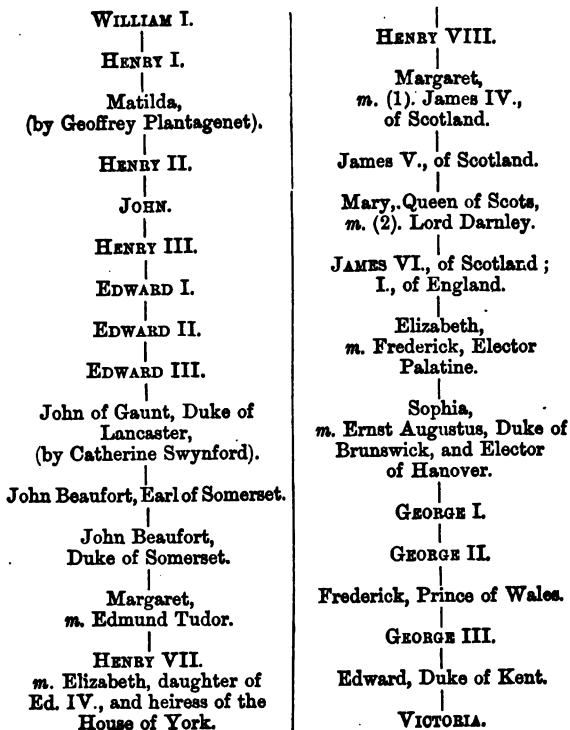 WILLIAM I.
HENRY I.
Matilda,
(by Geoffrey Plantagenet).
HENRY II.
JOHN.
HENRY III.
EDWARD I.
EDWARD II.
EDWARD III.
John of Gaunt, Duke of
Lancaster,
(by Catherine Swynford).
John Beaufort, Earl of Somerset.
John Beaufort,
Duke of Somerset.
Margaret,
m. Edmund Tudor.
HENRY VII.
m. Elizabeth, daughter of
Ed. IV., and heiress of the
House of York.
HENRY VIII.
Margaret,
m. (1). James IV.,
of Scotland.
James V., of Scotland.
Mary, Queen of Scots,
m. (2). Lord Darnley.
JAMES VI., of Scotland;
I., of England.
Elizabeth,
m. Frederick, Elector
Palatine.
Sophia,
m. Ernst Augustus, Duke of
Brunswick, and Elector
of Hanover.
GEORGE I.
GEORGE II.
Frederick, Prince of Wales.
GEORGE III.
Edward, Duke of Kent.
VICTORIA.